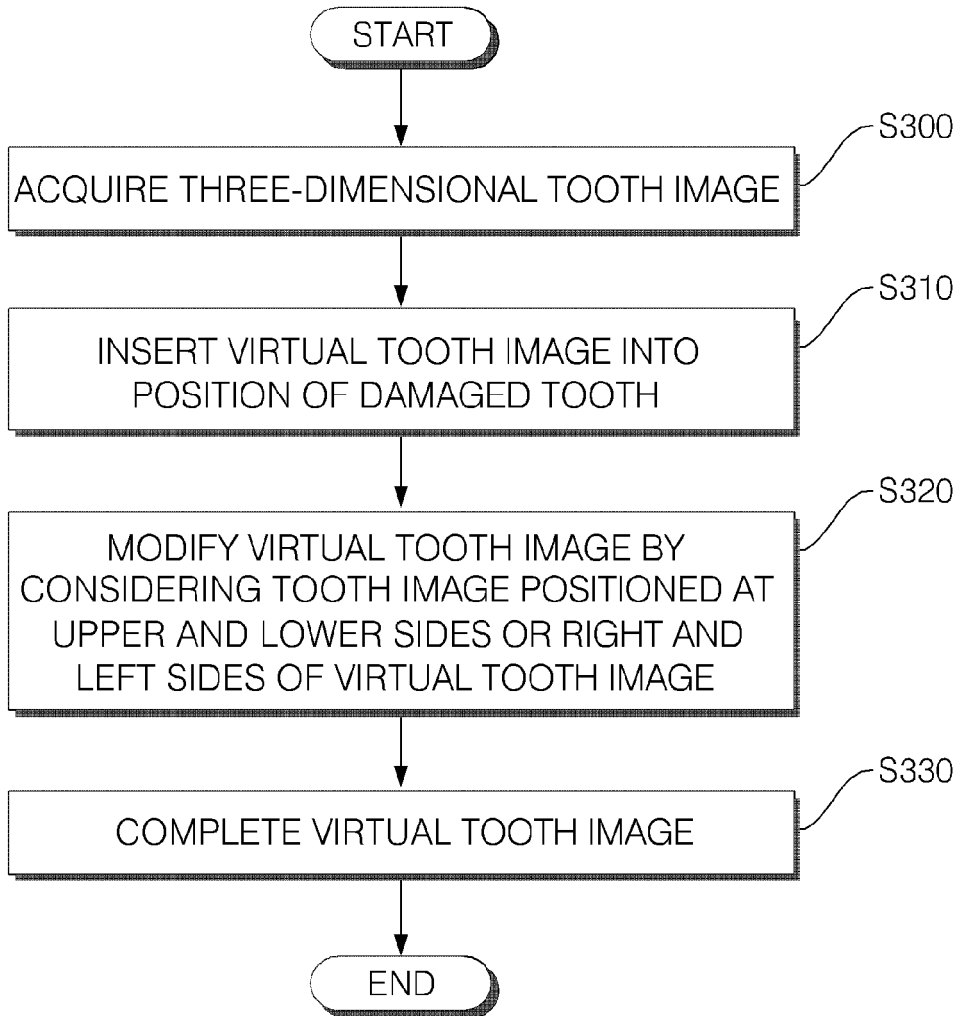 START
S300
ACQUIRE THREE-DIMENSIONAL TOOTH IMAGE
S310
INSERT VIRTUAL TOOTH IMAGE INTO
POSITION OF DAMAGED TOOTH
S320
MODIFY VIRTUAL TOOTH IMAGE BY
CONSIDERING TOOTH IMAGE POSITIONED AT
UPPER AND LOWER SIDES OR RIGHT AND
LEFT SIDES OF VIRTUAL TOOTH IMAGE
S330
COMPLETE VIRTUAL TOOTH IMAGE
END